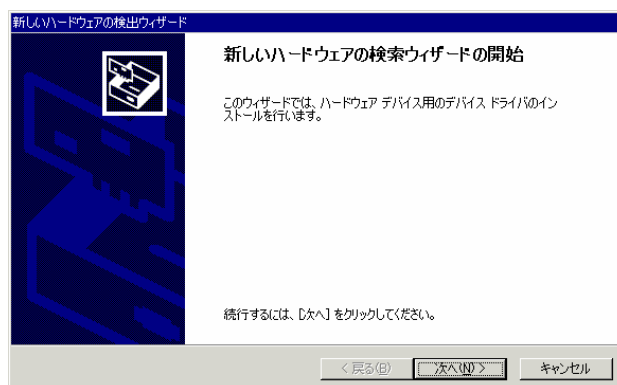 新しいハードウェアの検出ウィザード
新しいハードウェアの検索ウィザードの開始
このウィザードでは、ハードウェア デバイス用のデバイス ドライバのイン
ストールを行います。
続行するには、[次へ] をクリックしてください。
< 戻る(B)
次へ(N) >
キャンセル